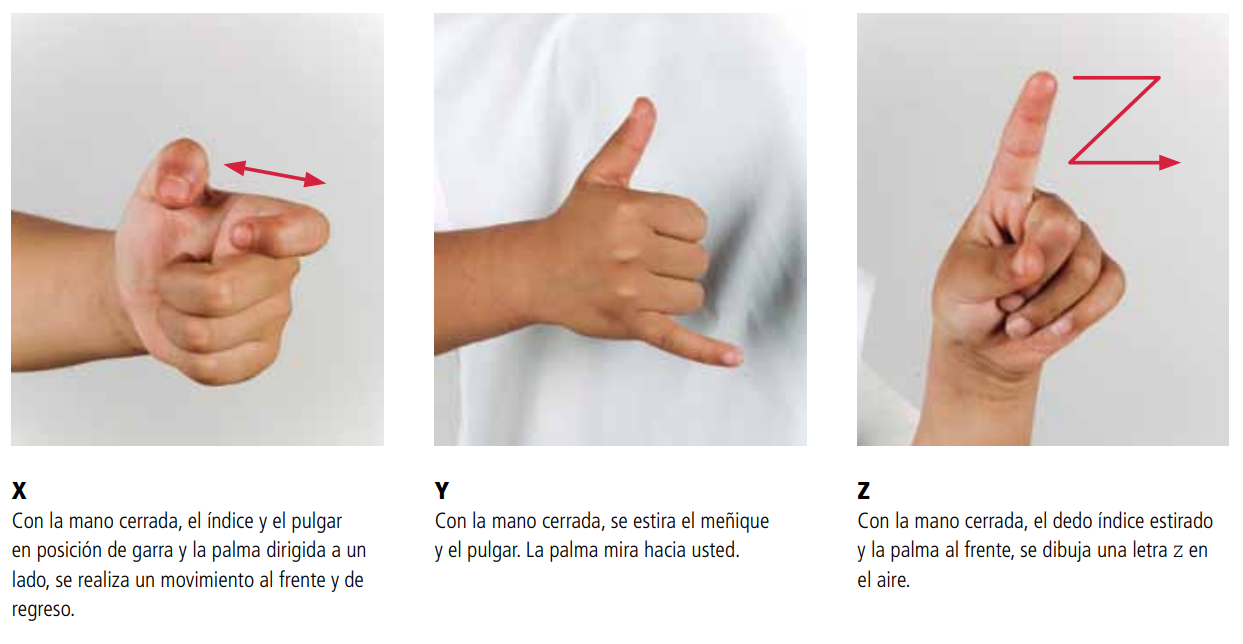 X
Con la mano cerrada, el índice y el pulgar
en posición de garra y la palma dirigida a un
lado, se realiza un movimiento al frente y de
regreso.
Y
Con la mano cerrada, se estira el meñique
y el pulgar. La palma mira hacia usted.
Z
Con la mano cerrada, el dedo índice estirado
y la palma al frente, se dibuja una letra z en
el aire.